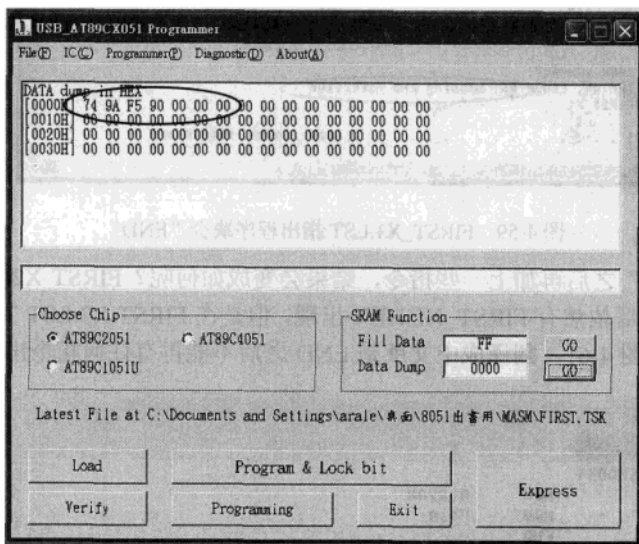 USB_AT89CX051 Programmer
File(F) IC(C) Programmer(P) Diagnostic(D) About(A)
DATA dump in HEX
[0000H] 74 9A F5 90 00 00 00 00 00 00 00 00 00 00 00 00
[0010H] 00 00 00 00 00 00 00 00 00 00 00 00 00 00 00 00
[0020H] 00 00 00 00 00 00 00 00 00 00 00 00 00 00 00 00
[0030H] 00 00 00 00 00 00 00 00 00 00 00 00 00 00 00 00
Choose Chip
AT89C2051 AT89C4051
AT89C1051U
SRAM Function
Fill Data FF GO
Data Dump 0000 GO
Latest File at C:\Documents and Settings\arale\桌面\8051出書用\MASM\FIRST.TSK
Load Program & Lock bit Express
Verify Programming Exit